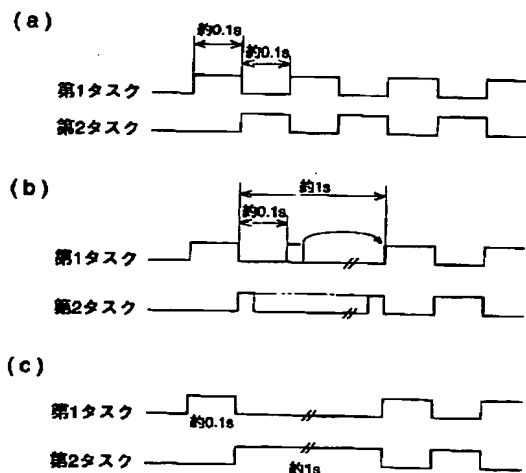 (a)
約0.1s
約0.1s
第1タスク
第2タスク
(b)
約1s
約0.1s
第1タスク
第2タスク
(c)
第1タスク
約0.1s
第2タスク
約1s